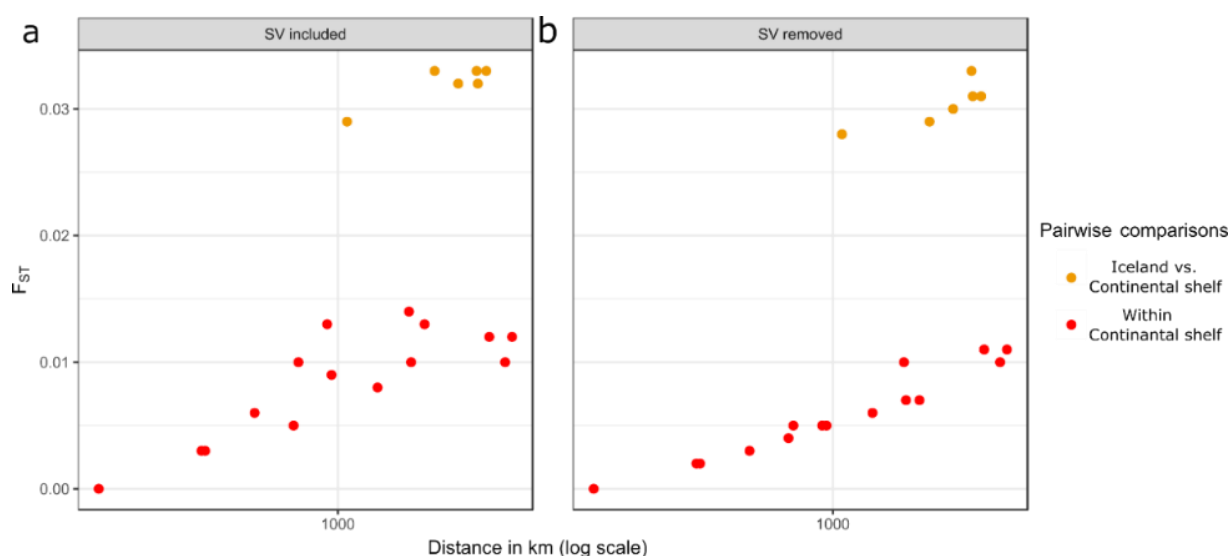 a
SV included
b
SV removed
0.03
0.02
0.01
0.00
F_ST
1000
1000
Distance in km (log scale)
Pairwise comparisons
Iceland vs.
Continental shelf
Within
Continantal shelf